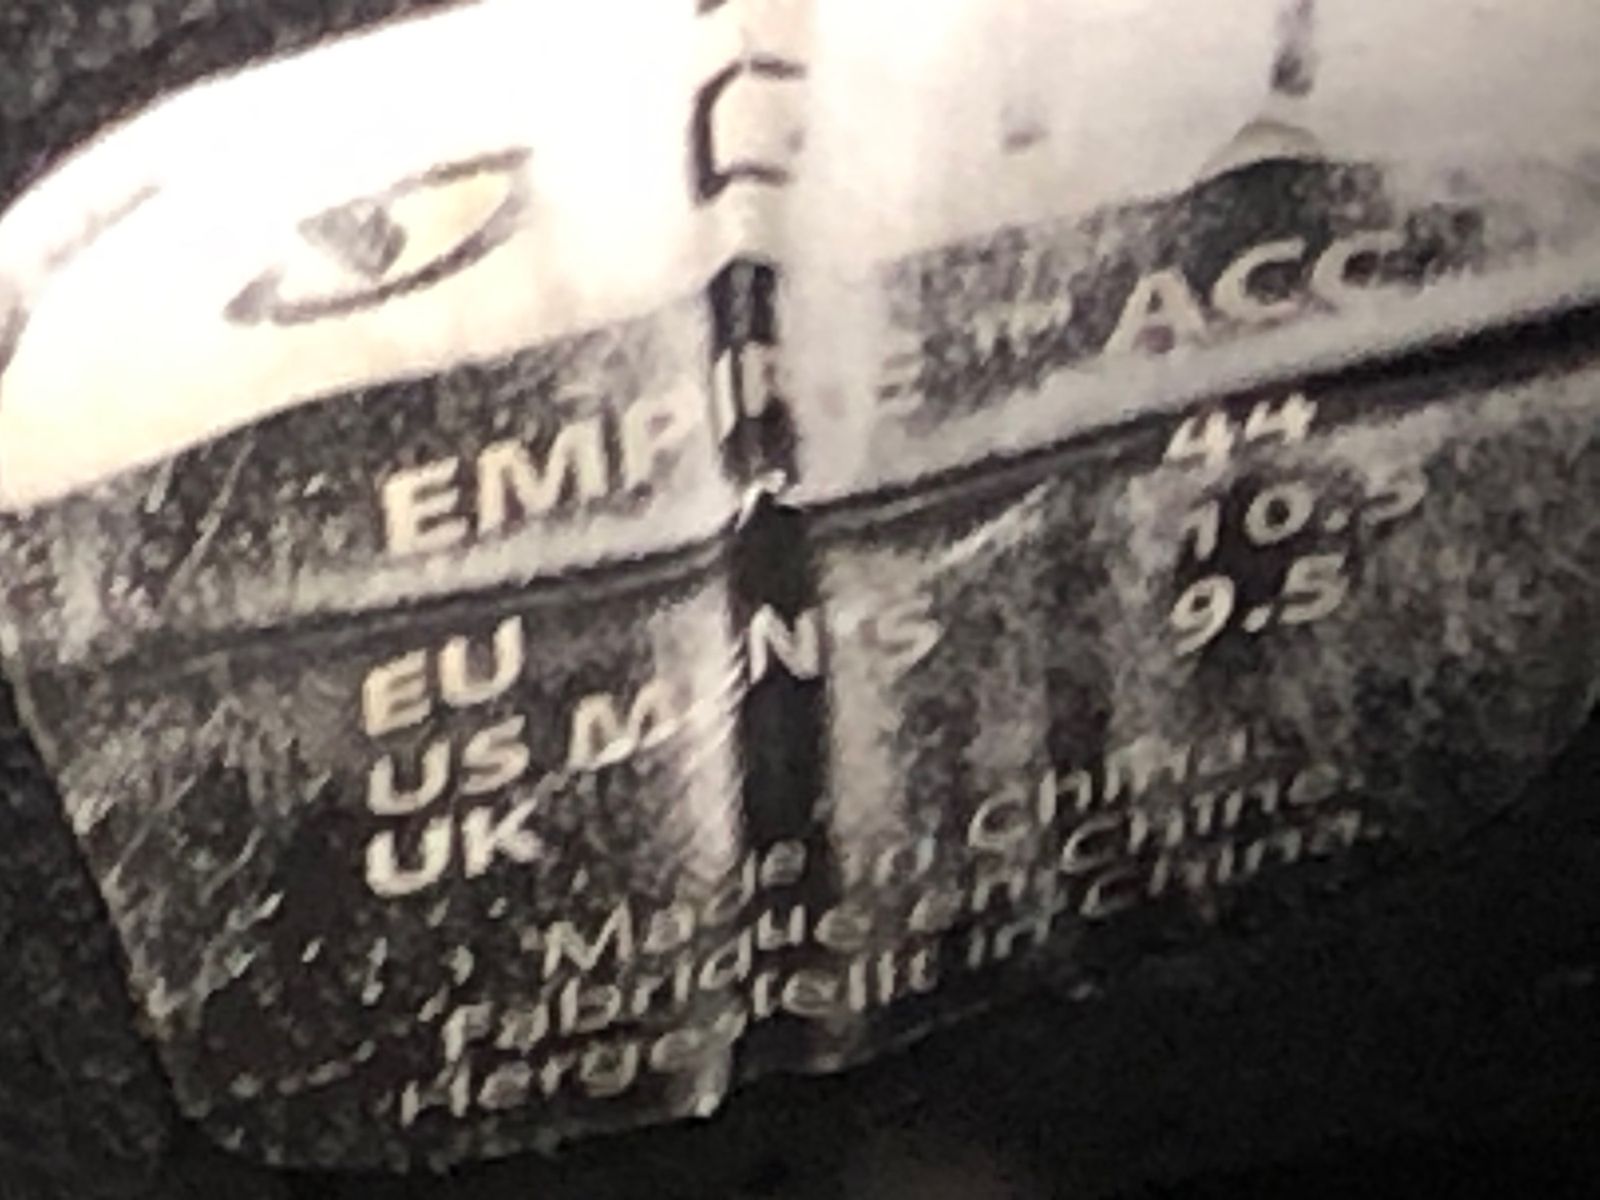 EMPIRE™ ACC
EU 44
US MEN'S 10.5
UK 9.5
Made in China.
Fabriqué en Chine.
Hergestellt in China.